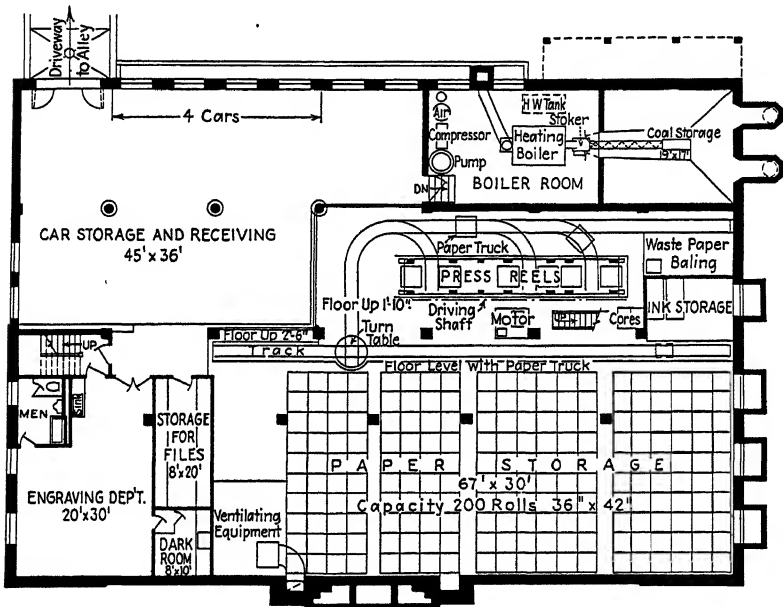 Driveway
to Alley
4 Cars
Air
Compressor
Pump
DN
H W Tank
Stoker
Heating
Boiler
BOILER ROOM
Coal Storage
19'x17'
CAR STORAGE AND RECEIVING
45'x 36'
Paper Truck
PRESS REELS
Waste Paper
Baling
INK STORAGE
Floor Up 1'-10"
Driving
Shaft
Motor
UP
Cores
Floor Up 2'-6"
Turn
Table
Track
Floor Level With Paper Truck
UP
MEN
Sink
STORAGE
FOR
FILES
8'x20'
ENGRAVING DEP'T.
20'x30'
DARK
ROOM
8'x10'
Ventilating
Equipment
PAPER STORAGE
67' x 30'
Capacity 200 Rolls 36" x 42"